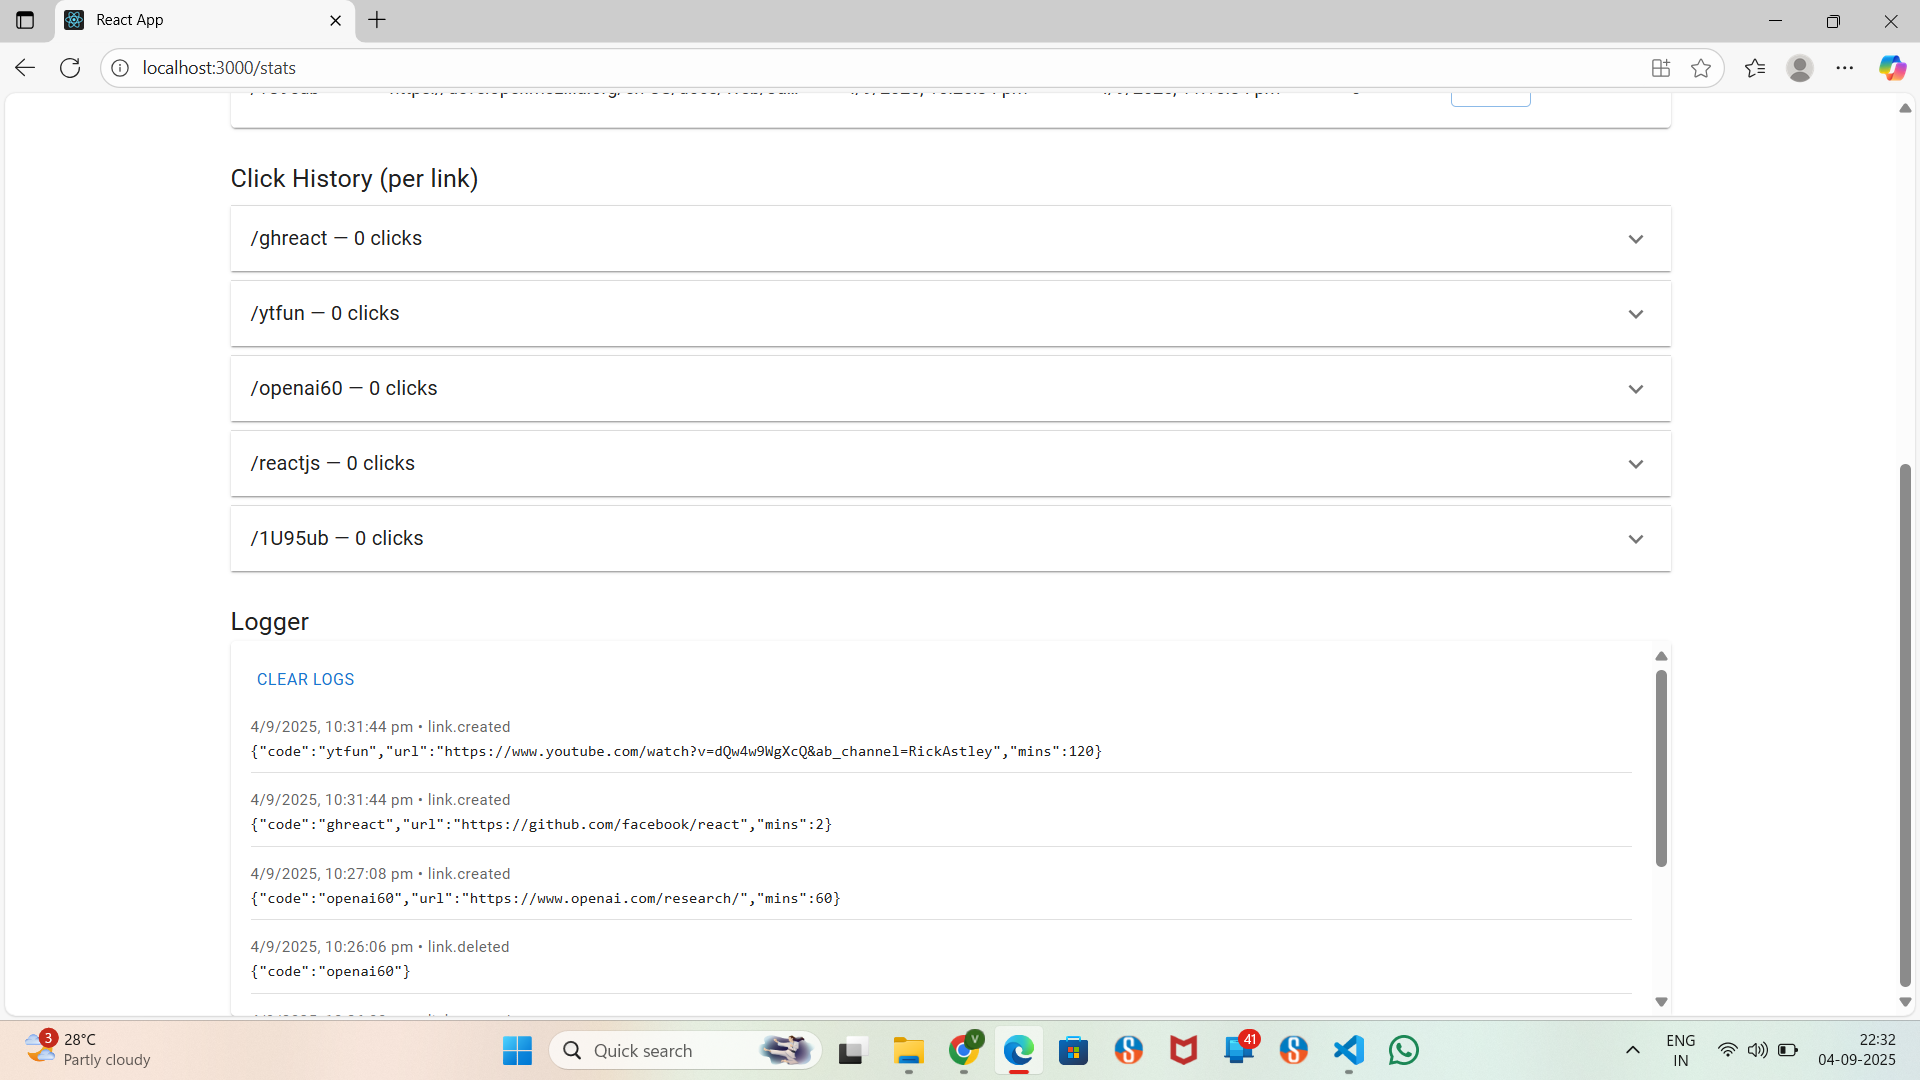 React App
localhost:3000/stats
Click History (per link)
/ghreact — 0 clicks
/ytfun — 0 clicks
/openai60 — 0 clicks
/reactjs — 0 clicks
/1U95ub — 0 clicks
Logger
CLEAR LOGS
4/9/2025, 10:31:44 pm • link.created
{"code":"ytfun","url":"https://www.youtube.com/watch?v=dQw4w9WgXcQ&ab_channel=RickAstley","mins":120}
4/9/2025, 10:31:44 pm • link.created
{"code":"ghreact","url":"https://github.com/facebook/react","mins":2}
4/9/2025, 10:27:08 pm • link.created
{"code":"openai60","url":"https://www.openai.com/research/","mins":60}
4/9/2025, 10:26:06 pm • link.deleted
{"code":"openai60"}
3
28°C
Partly cloudy
Quick search
V
41
ENG
IN
22:32
04-09-2025